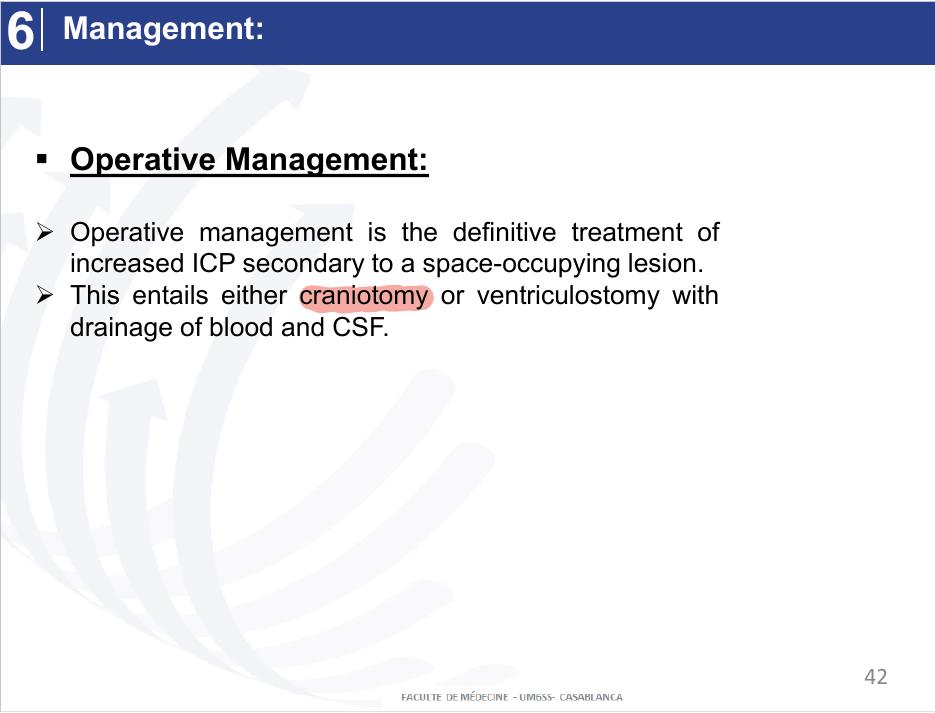 6 Management:
▪ Operative Management:
➢ Operative management is the definitive treatment of
increased ICP secondary to a space-occupying lesion.
➢ This entails either craniotomy or ventriculostomy with
drainage of blood and CSF.
42
FACULTE DE MÉDECINE - UM6SS- CASABLANCA